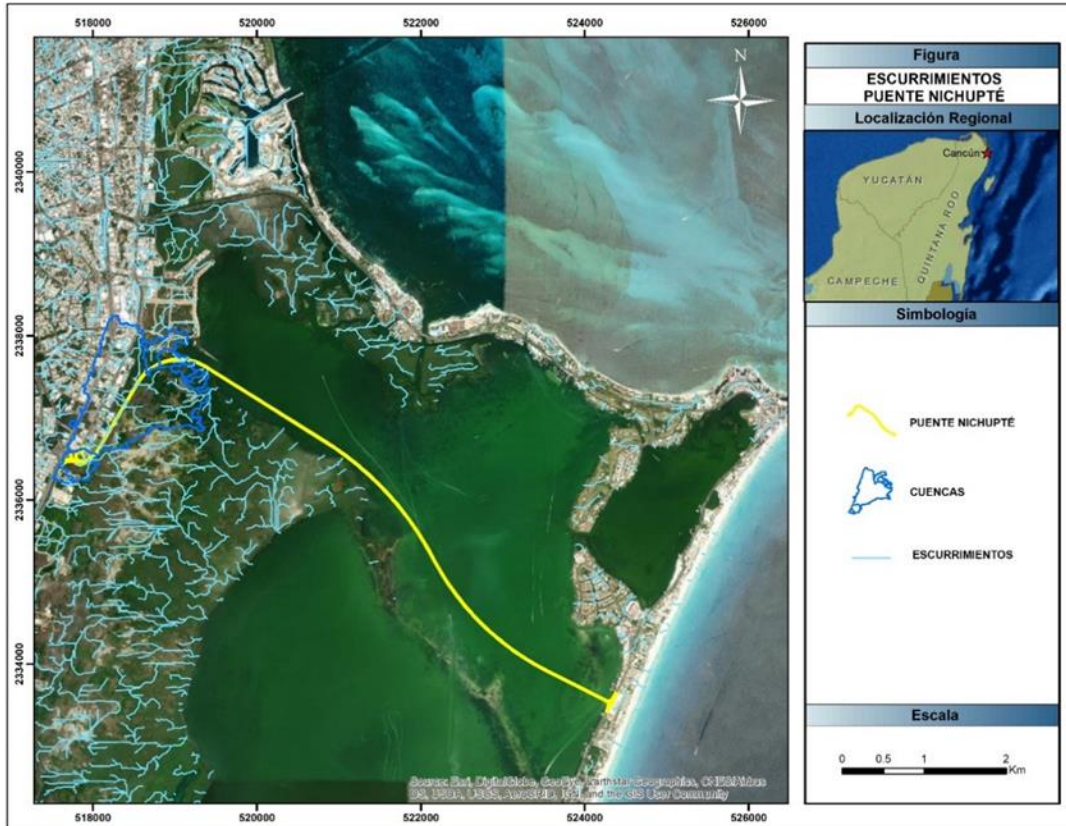 518000
520000
522000
524000
526000
2340000
2338000
2336000
2334000
518000
520000
522000
524000
526000
N
Source: Esri, DigitalGlobe, GeoEye, Earthstar Geographics, CNES/Airbus
DS, USDA, USGS, AeroGRID, IGN, and the GIS User Community
Figura
ESCURRIMIENTOS
PUENTE NICHUPTÉ
Localización Regional
Cancún
YUCATÁN
QUINTANA ROO
CAMPECHE
Simbología
PUENTE NICHUPTÉ
CUENCAS
ESCURRIMIENTOS
Escala
0 0.5 1 2
Km